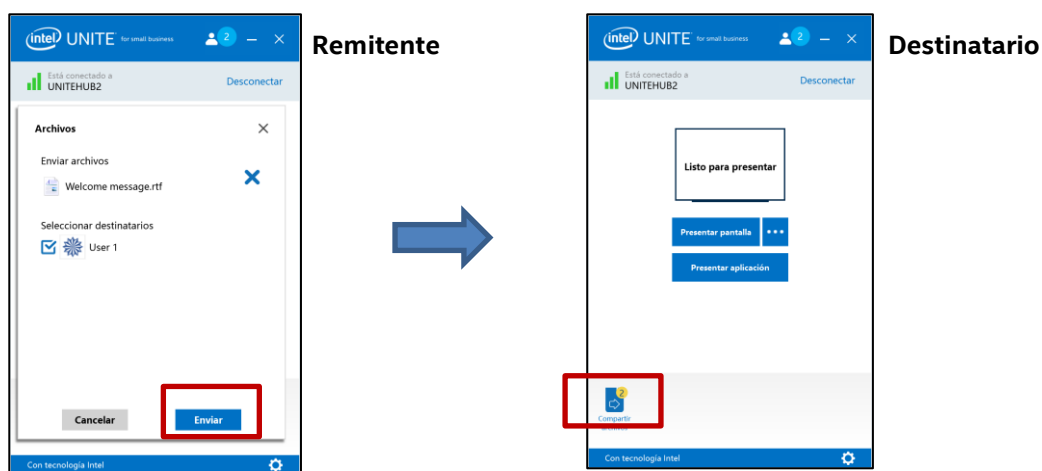 intel UNITE for small business 2
Remitente
Está conectado a
UNITEHUB2
Desconectar
Archivos
Enviar archivos
Welcome message.rtf
Seleccionar destinatarios
User 1
Cancelar
Enviar
Con tecnología Intel
intel UNITE for small business 2
Destinatario
Está conectado a
UNITEHUB2
Desconectar
Listo para presentar
Presentar pantalla
Presentar aplicación
2
Compartir
Con tecnología Intel